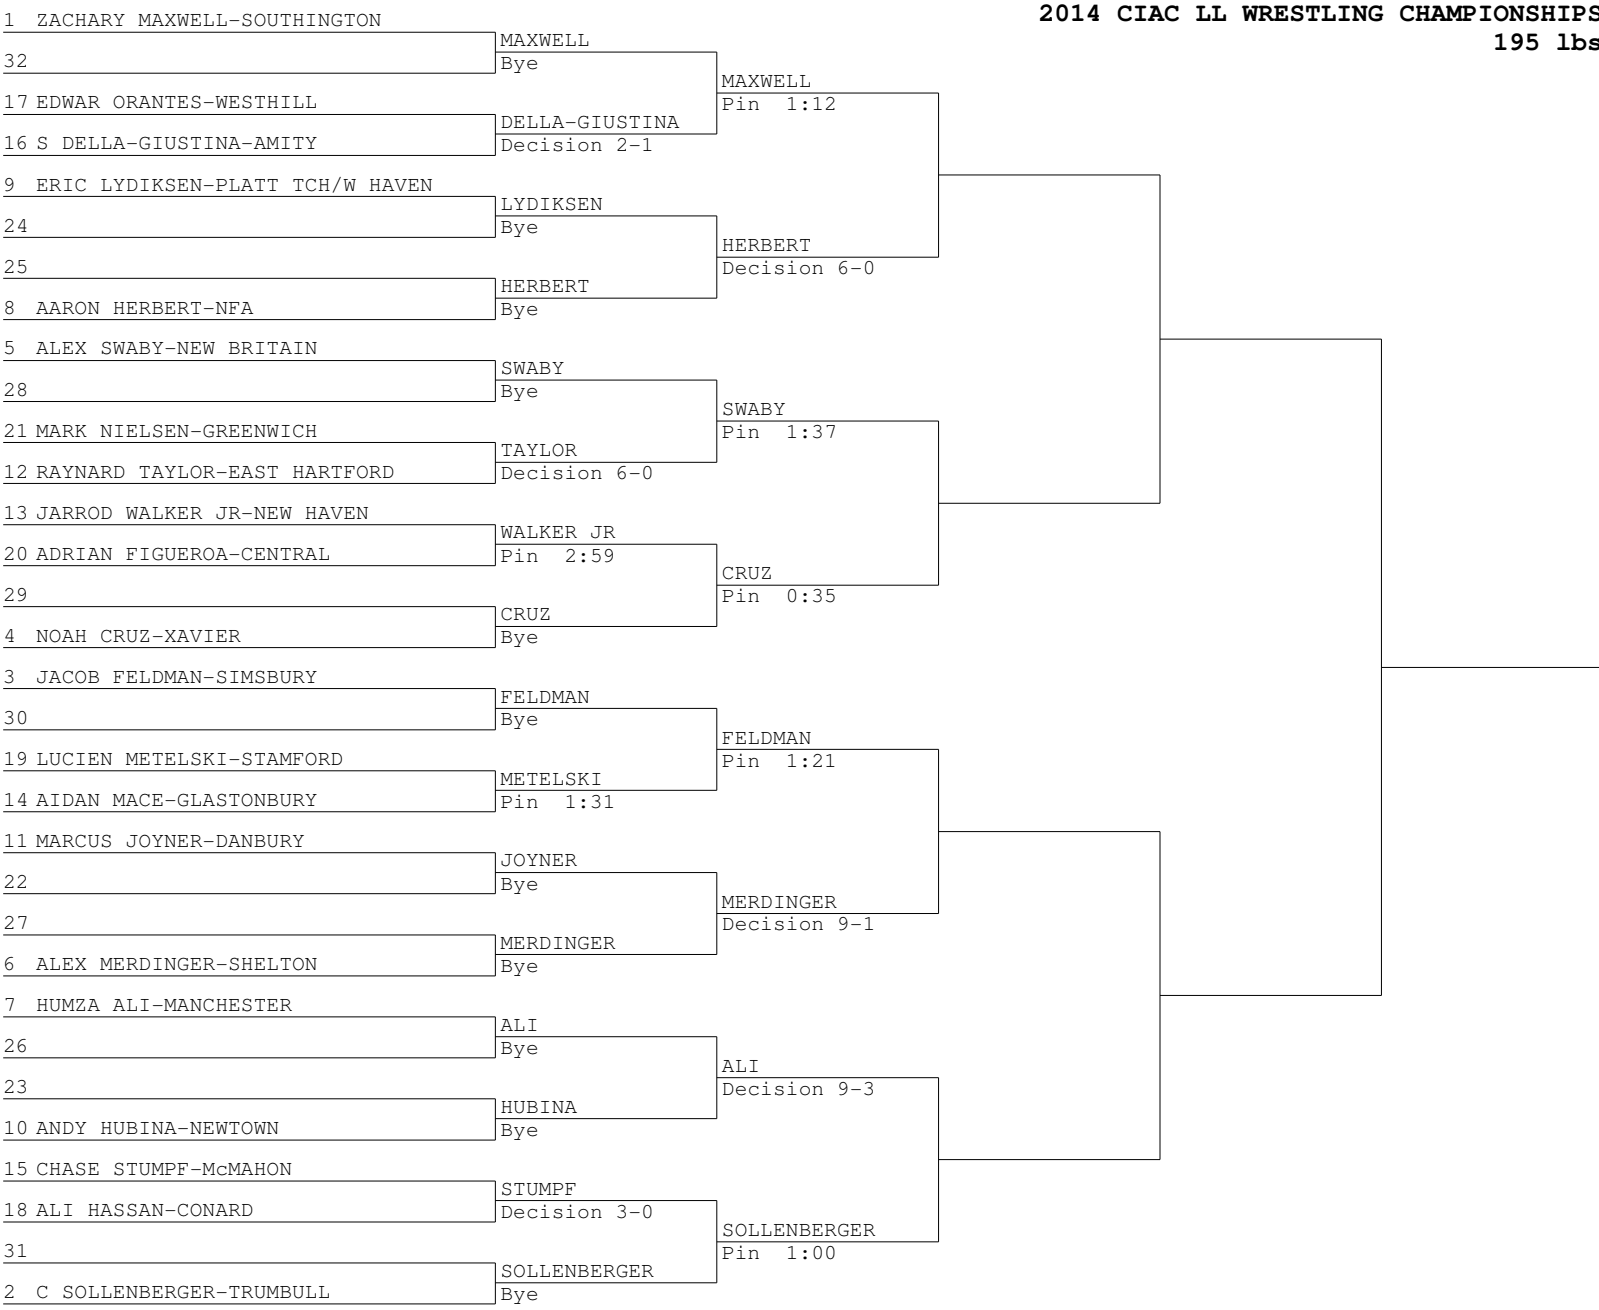 2014 CIAC LL WRESTLING CHAMPIONSHIPS
195 lbs
1 ZACHARY MAXWELL-SOUTHINGTON
32
17 EDWAR ORANTES-WESTHILL
16 S DELLA-GIUSTINA-AMITY
9 ERIC LYDIKSEN-PLATT TCH/W HAVEN
24
25
8 AARON HERBERT-NFA
5 ALEX SWABY-NEW BRITAIN
28
21 MARK NIELSEN-GREENWICH
12 RAYNARD TAYLOR-EAST HARTFORD
13 JARROD WALKER JR-NEW HAVEN
20 ADRIAN FIGUEROA-CENTRAL
29
4 NOAH CRUZ-XAVIER
3 JACOB FELDMAN-SIMSBURY
30
19 LUCIEN METELSKI-STAMFORD
14 AIDAN MACE-GLASTONBURY
11 MARCUS JOYNER-DANBURY
22
27
6 ALEX MERDINGER-SHELTON
7 HUMZA ALI-MANCHESTER
26
23
10 ANDY HUBINA-NEWTOWN
15 CHASE STUMPF-McMAHON
18 ALI HASSAN-CONARD
31
2 C SOLLENBERGER-TRUMBULL
MAXWELL
Bye
DELLA-GIUSTINA
Decision 2-1
LYDIKSEN
Bye
HERBERT
Bye
SWABY
Bye
TAYLOR
Decision 6-0
WALKER JR
Pin 2:59
CRUZ
Bye
FELDMAN
Bye
METELSKI
Pin 1:31
JOYNER
Bye
MERDINGER
Bye
ALI
Bye
HUBINA
Bye
STUMPF
Decision 3-0
SOLLENBERGER
Bye
MAXWELL
Pin 1:12
HERBERT
Decision 6-0
SWABY
Pin 1:37
CRUZ
Pin 0:35
FELDMAN
Pin 1:21
MERDINGER
Decision 9-1
ALI
Decision 9-3
SOLLENBERGER
Pin 1:00